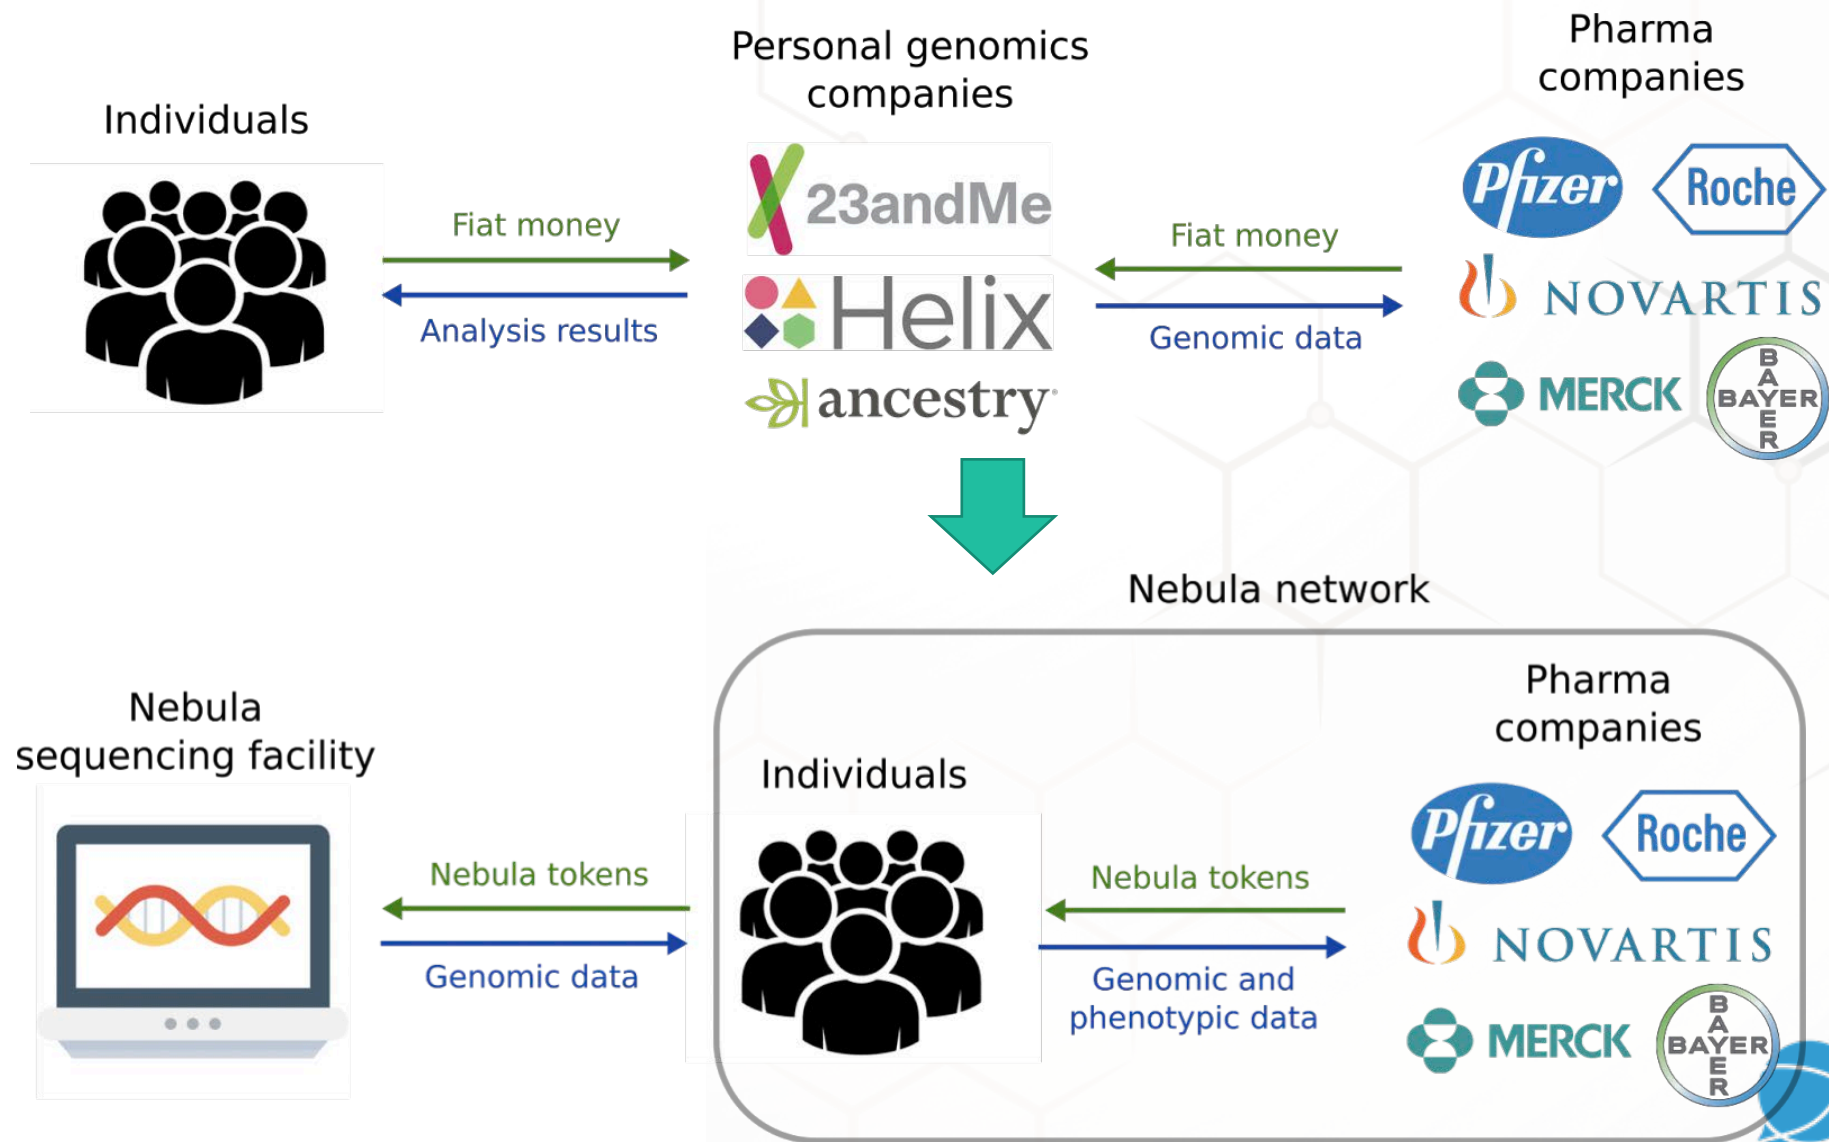 Individuals
Personal genomics
companies
Pharma
companies
Fiat money
Analysis results
23andMe
Helix
ancestry
Fiat money
Genomic data
Pfizer
Roche
NOVARTIS
MERCK
BAYER
BAYER
Nebula network
Nebula
sequencing facility
Nebula tokens
Genomic data
Individuals
Nebula tokens
Genomic and
phenotypic data
Pharma
companies
Pfizer
Roche
NOVARTIS
MERCK
BAYER
BAYER